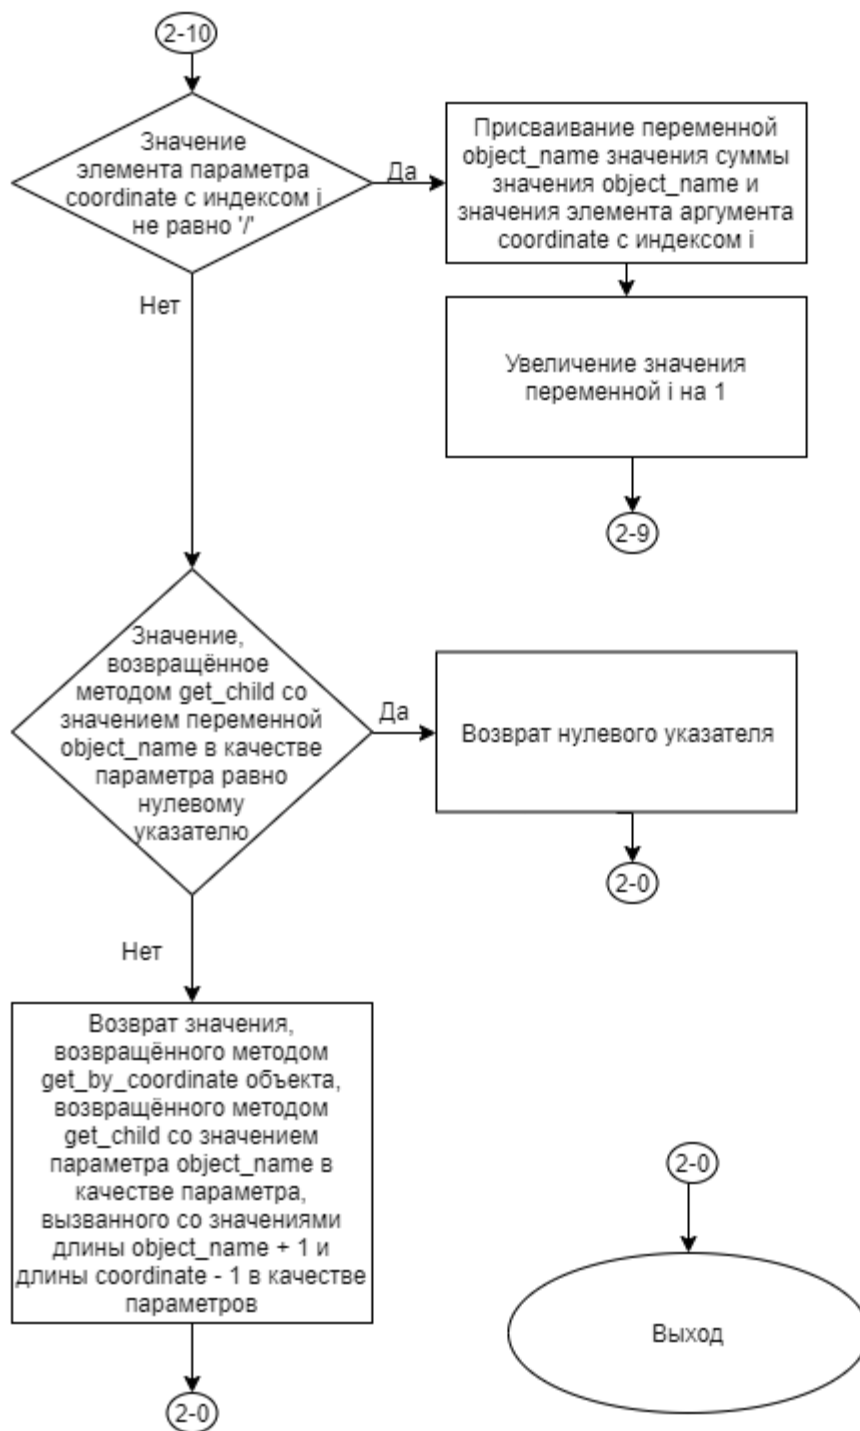 2-10
Значение
элемента параметра
coordinate с индексом i
не равно '/'
Да
Присваивание переменной
object_name значения суммы
значения object_name и
значения элемента аргумента
coordinate с индексом i
Нет
Увеличение значения
переменной i на 1
2-9
Значение,
возвращённое
методом get_child со
значением переменной
object_name в качестве
параметра равно
нулевому
указателю
Да
Возврат нулевого указателя
2-0
Нет
Возврат значения,
возвращённого методом
get_by_coordinate объекта,
возвращённого методом
get_child со значением
параметра object_name в
качестве параметра,
вызванного со значениями
длины object_name + 1 и
длины coordinate - 1 в качестве
параметров
2-0
2-0
Выход